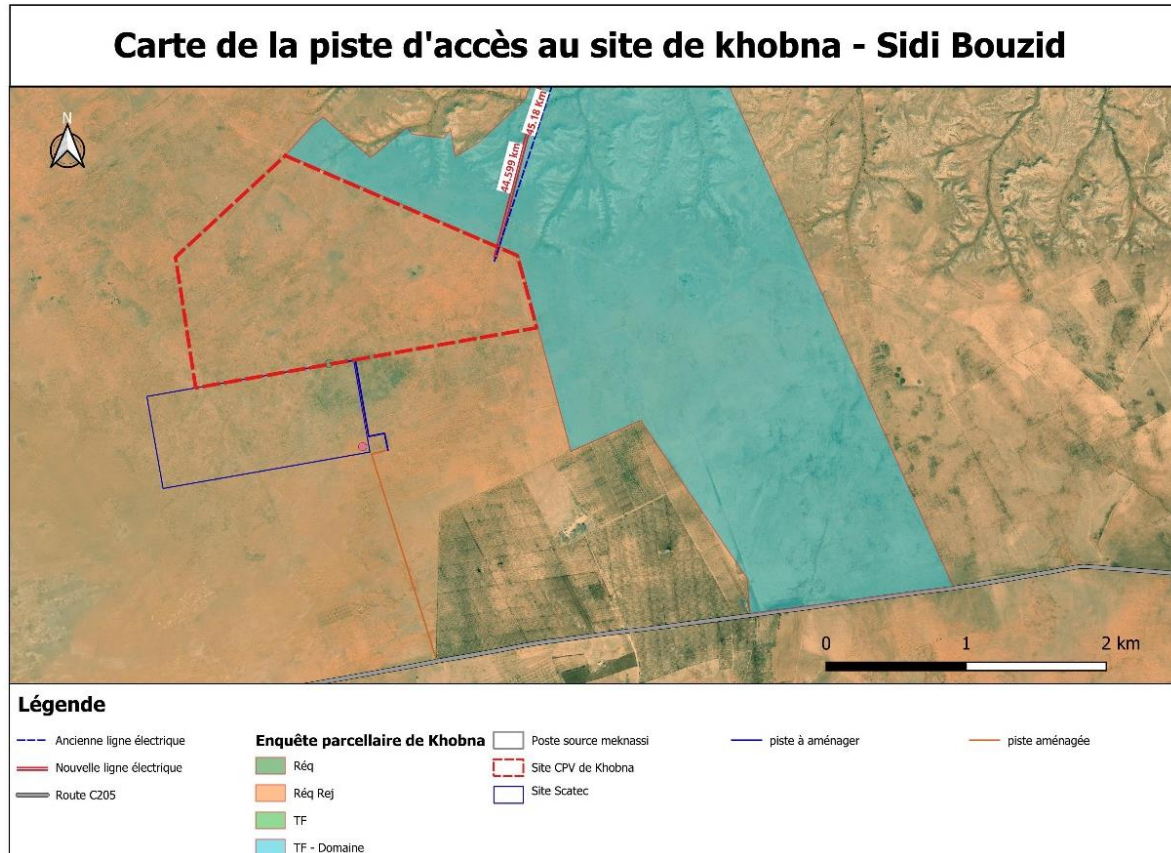 Carte de la piste d'accès au site de khobna - Sidi Bouzid
N
45.18 Km
44.599 km
0 1 2 km
Légende
Ancienne ligne électrique
Nouvelle ligne électrique
Route C205
Enquête parcellaire de Khobna
Réq
Réq Rej
TF
TF - Domaine
Poste source meknassi
Site CPV de Khobna
Site Scatec
piste à aménager
piste aménagée